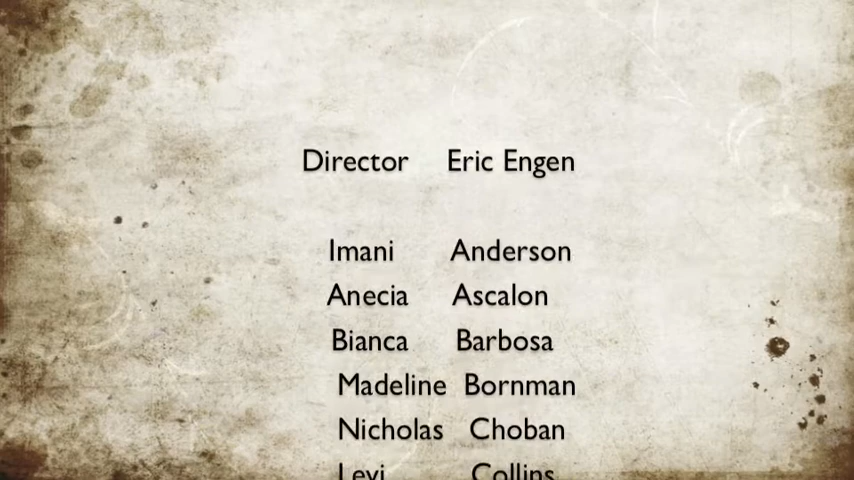 Director Eric Engen
Imani Anderson
Anecia Ascalon
Bianca Barbosa
Madeline Bornman
Nicholas Choban
Levi Collins